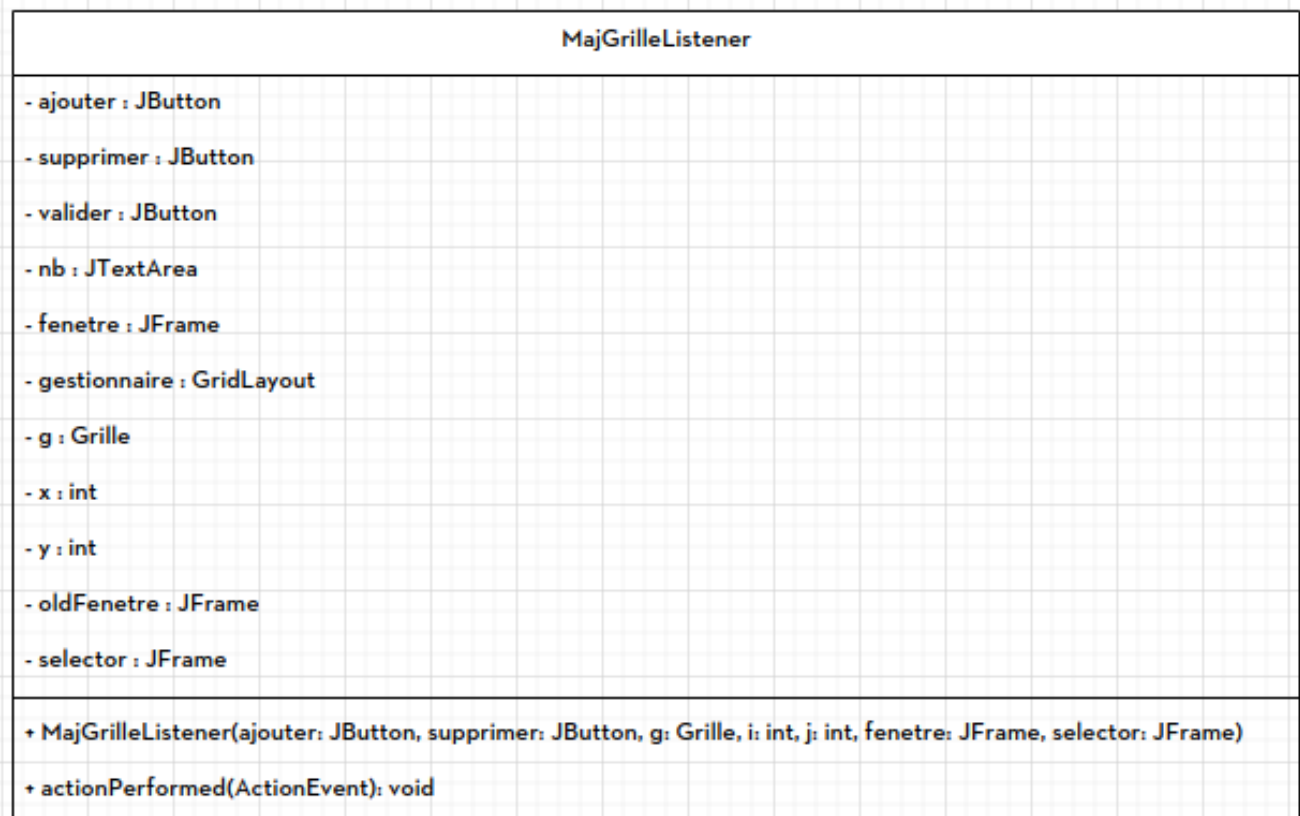 MajGrilleListener
- ajouter : JButton
- supprimer : JButton
- valider : JButton
- nb : JTextArea
- fenetre : JFrame
- gestionnaire : GridLayout
- g : Grille
- x : int
- y : int
- oldFenetre : JFrame
- selector : JFrame
+ MajGrilleListener(ajouter: JButton, supprimer: JButton, g: Grille, i: int, j: int, fenetre: JFrame, selector: JFrame)
+ actionPerformed(ActionEvent): void